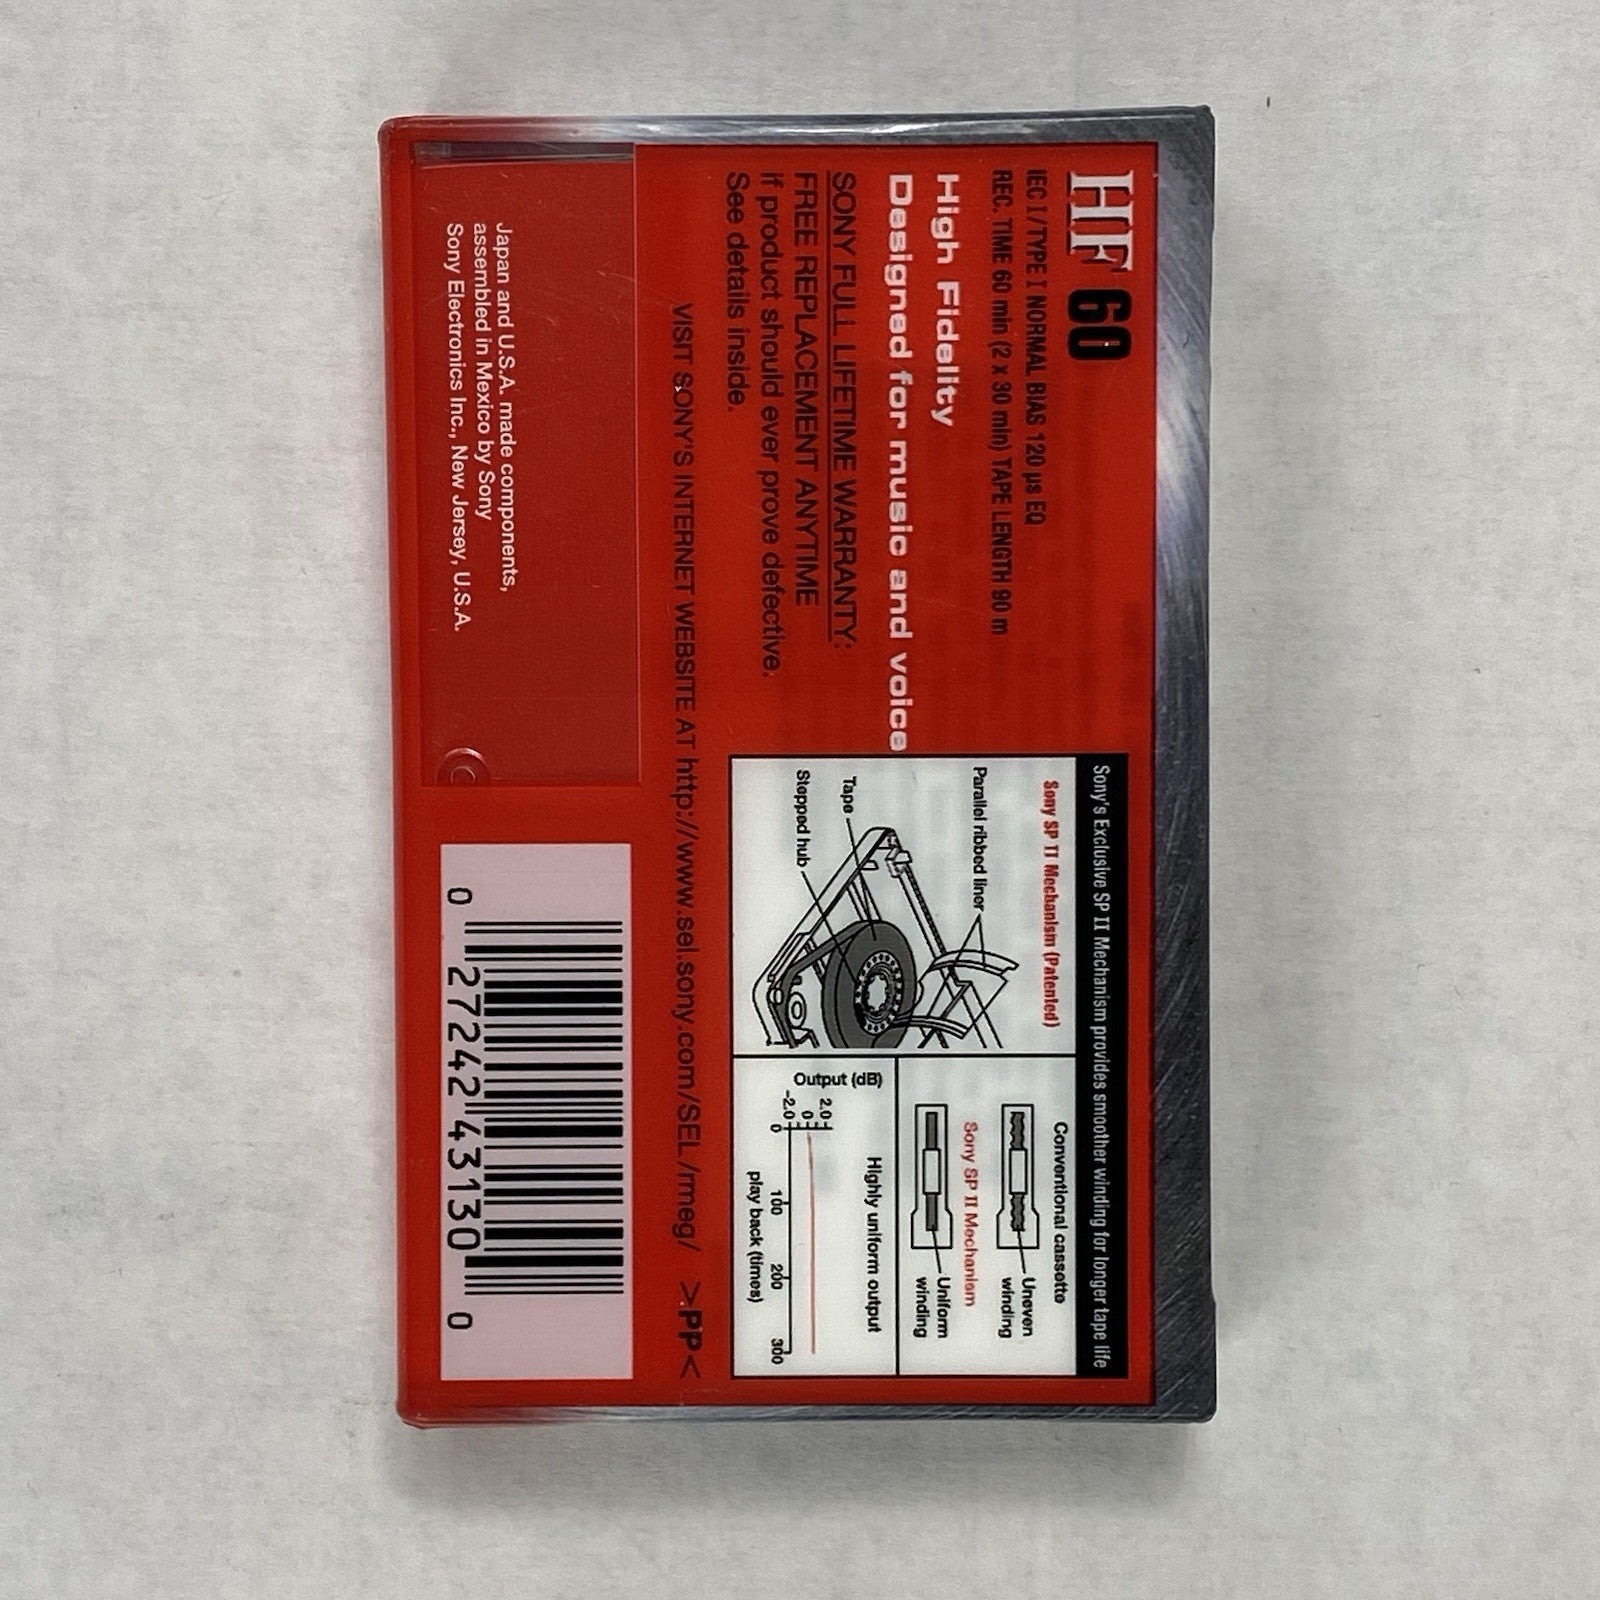 HF 60
IEC I / TYPE I NORMAL BIAS 120 µs EQ
REC. TIME 60 min (2 x 30 min) TAPE LENGTH 90 m
High Fidelity
Designed for music and voice
SONY FULL LIFETIME WARRANTY:
FREE REPLACEMENT ANYTIME
if product should ever prove defective.
See details inside.
Sony's Exclusive SP II Mechanism provides smoother winding for longer tape life
Sony SP II Mechanism (Patented)
Parallel ribbed liner
Tape
Stepped hub
Conventional cassette
Uneven
winding
Sony SP II Mechanism
Uniform
winding
Highly uniform output
Output (dB)
2.0
0
-2.0
0 100 200 300
play back (times)
VISIT SONY'S INTERNET WEBSITE AT http://www.sel.sony.com/SEL/rmeg/ >PP<
Japan and U.S.A. made components,
assembled in Mexico by Sony
Sony Electronics Inc., New Jersey, U.S.A.
0 27242 43130 0